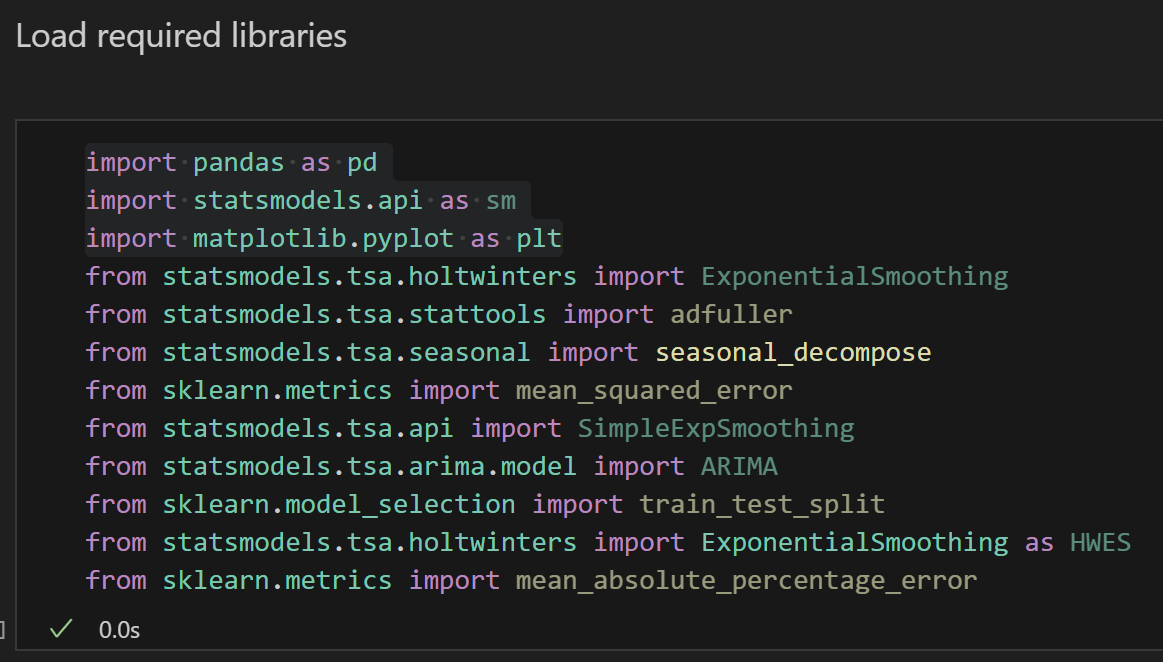 Load required libraries
import pandas as pd
import statsmodels.api as sm
import matplotlib.pyplot as plt
from statsmodels.tsa.holtwinters import ExponentialSmoothing
from statsmodels.tsa.stattools import adfuller
from statsmodels.tsa.seasonal import seasonal_decompose
from sklearn.metrics import mean_squared_error
from statsmodels.tsa.api import SimpleExpSmoothing
from statsmodels.tsa.arima.model import ARIMA
from sklearn.model_selection import train_test_split
from statsmodels.tsa.holtwinters import ExponentialSmoothing as HWES
from sklearn.metrics import mean_absolute_percentage_error
] ✓ 0.0s